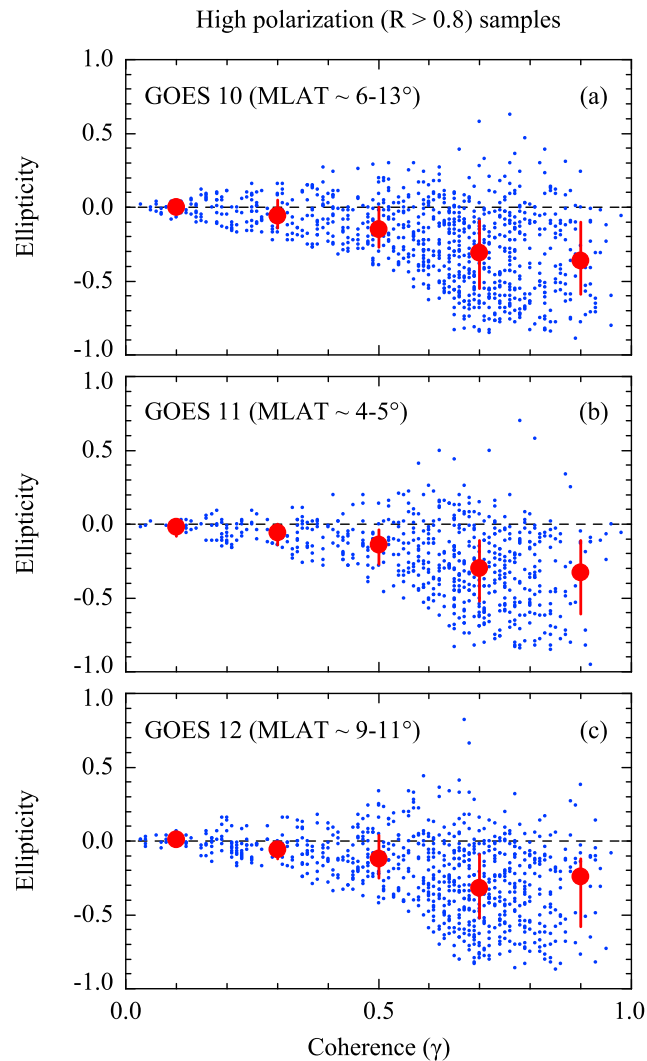 High polarization (R > 0.8) samples
1.0
GOES 10 (MLAT ~ 6-13°) (a)
0.5
Ellipticity
0.0
-0.5
-1.0
1.0
GOES 11 (MLAT ~ 4-5°) (b)
0.5
Ellipticity
0.0
-0.5
-1.0
1.0
GOES 12 (MLAT ~ 9-11°) (c)
0.5
Ellipticity
0.0
-0.5
-1.0
0.0 0.5 1.0
Coherence (γ)